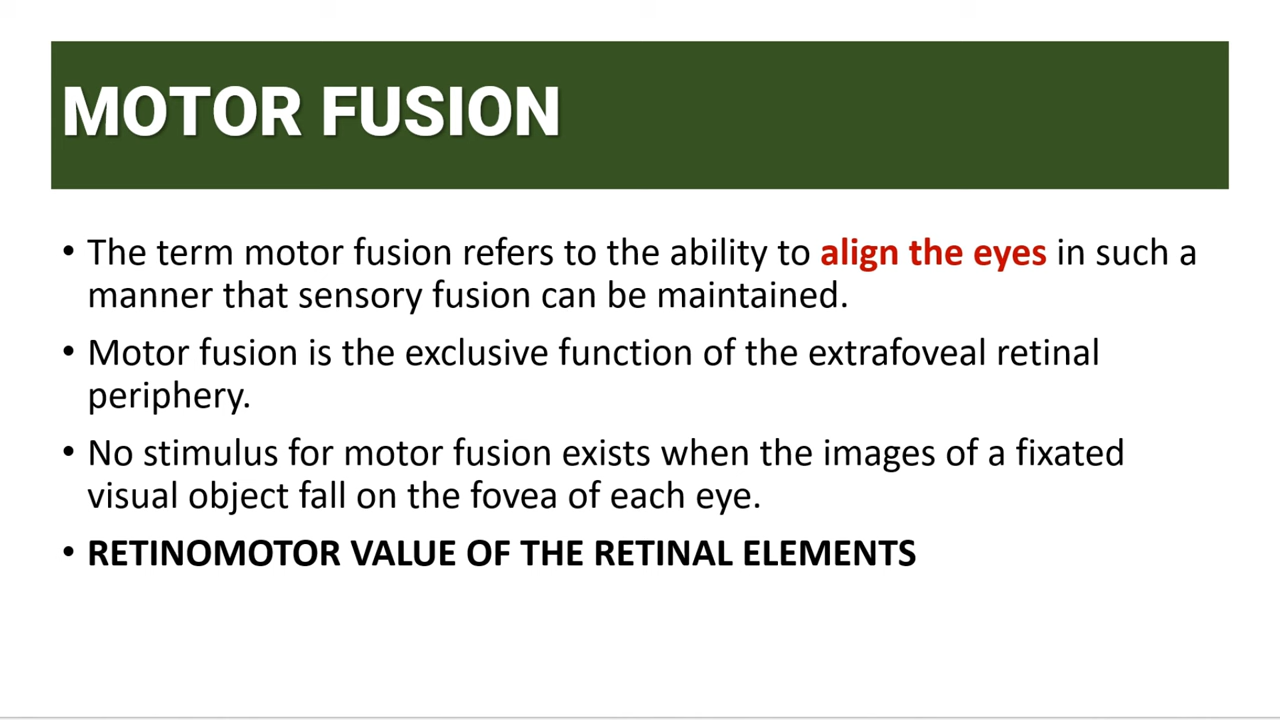 MOTOR FUSION
• The term motor fusion refers to the ability to align the eyes in such a
manner that sensory fusion can be maintained.
• Motor fusion is the exclusive function of the extrafoveal retinal
periphery.
• No stimulus for motor fusion exists when the images of a fixated
visual object fall on the fovea of each eye.
• RETINOMOTOR VALUE OF THE RETINAL ELEMENTS